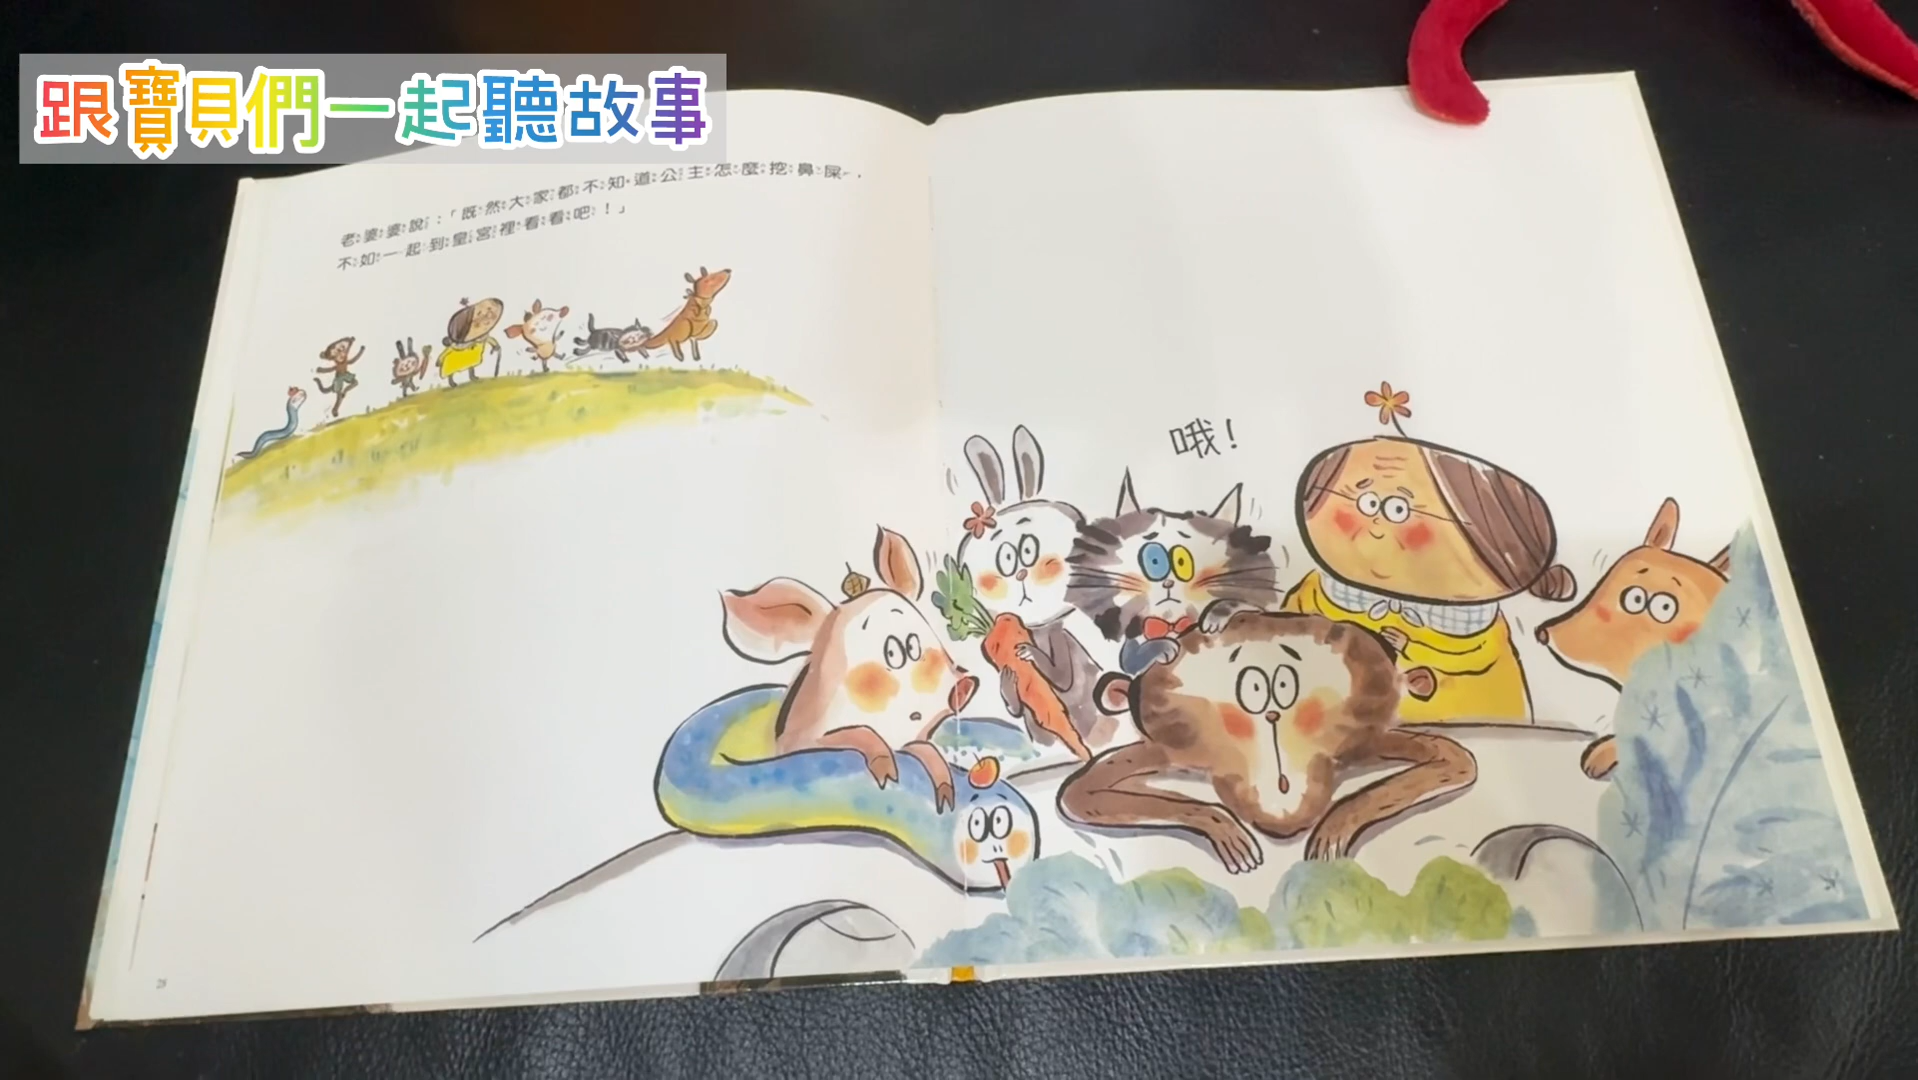 跟寶貝們一起聽故事
老婆婆說：「既然大家都不知道公主怎麼挖鼻屎，
不如一起到皇宮裡看看吧！」
哦！
28